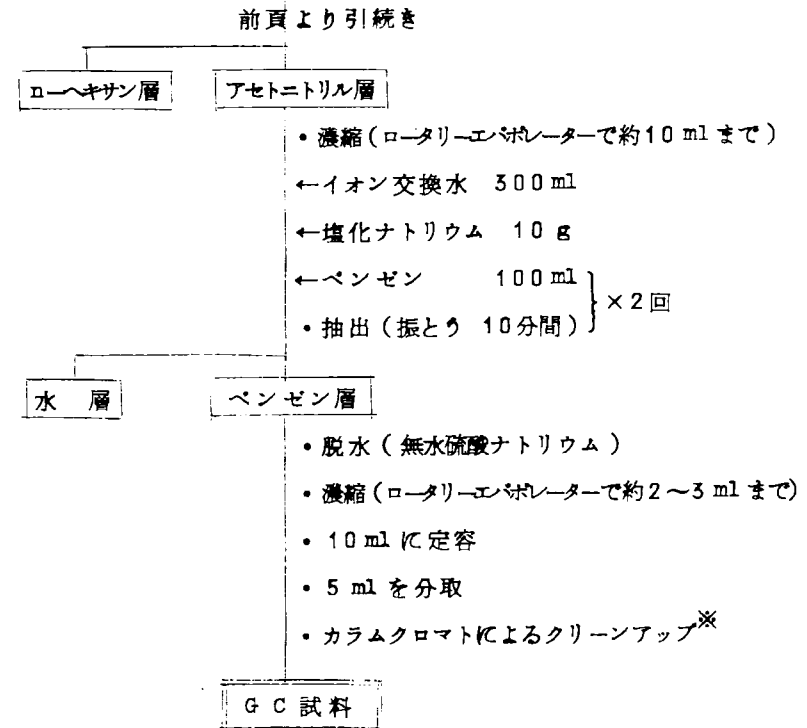 前頁より引続き
n－ヘキサン層　アセトニトリル層
・濃縮（ロータリーエバポレーターで約10mlまで）
←イオン交換水　300ml
←塩化ナトリウム　10g
←ベンゼン　100ml
・抽出（振とう　10分間）
×2回
水　層　ベンゼン層
・脱水（無水硫酸ナトリウム）
・濃縮（ロータリーエバポレーターで約2～3mlまで）
・10mlに定容
・5mlを分取
・カラムクロマトによるクリーンアップ※
GC試料